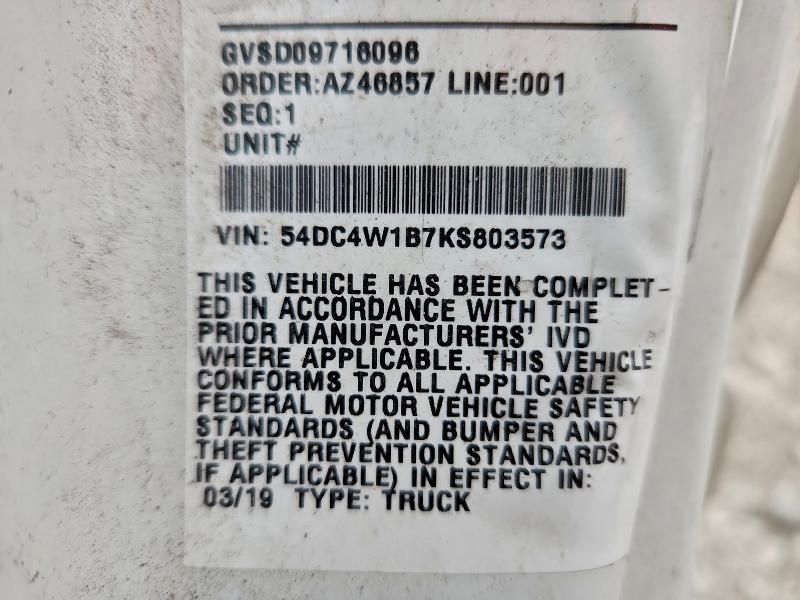 GVSD09716096
ORDER:AZ46857 LINE:001
SEQ:1
UNIT#
VIN: 54DC4W1B7KS803573
THIS VEHICLE HAS BEEN COMPLET-
ED IN ACCORDANCE WITH THE
PRIOR MANUFACTURERS' IVD
WHERE APPLICABLE. THIS VEHICLE
CONFORMS TO ALL APPLICABLE
FEDERAL MOTOR VEHICLE SAFETY
STANDARDS (AND BUMPER AND
THEFT PREVENTION STANDARDS,
IF APPLICABLE) IN EFFECT IN:
03/19 TYPE: TRUCK